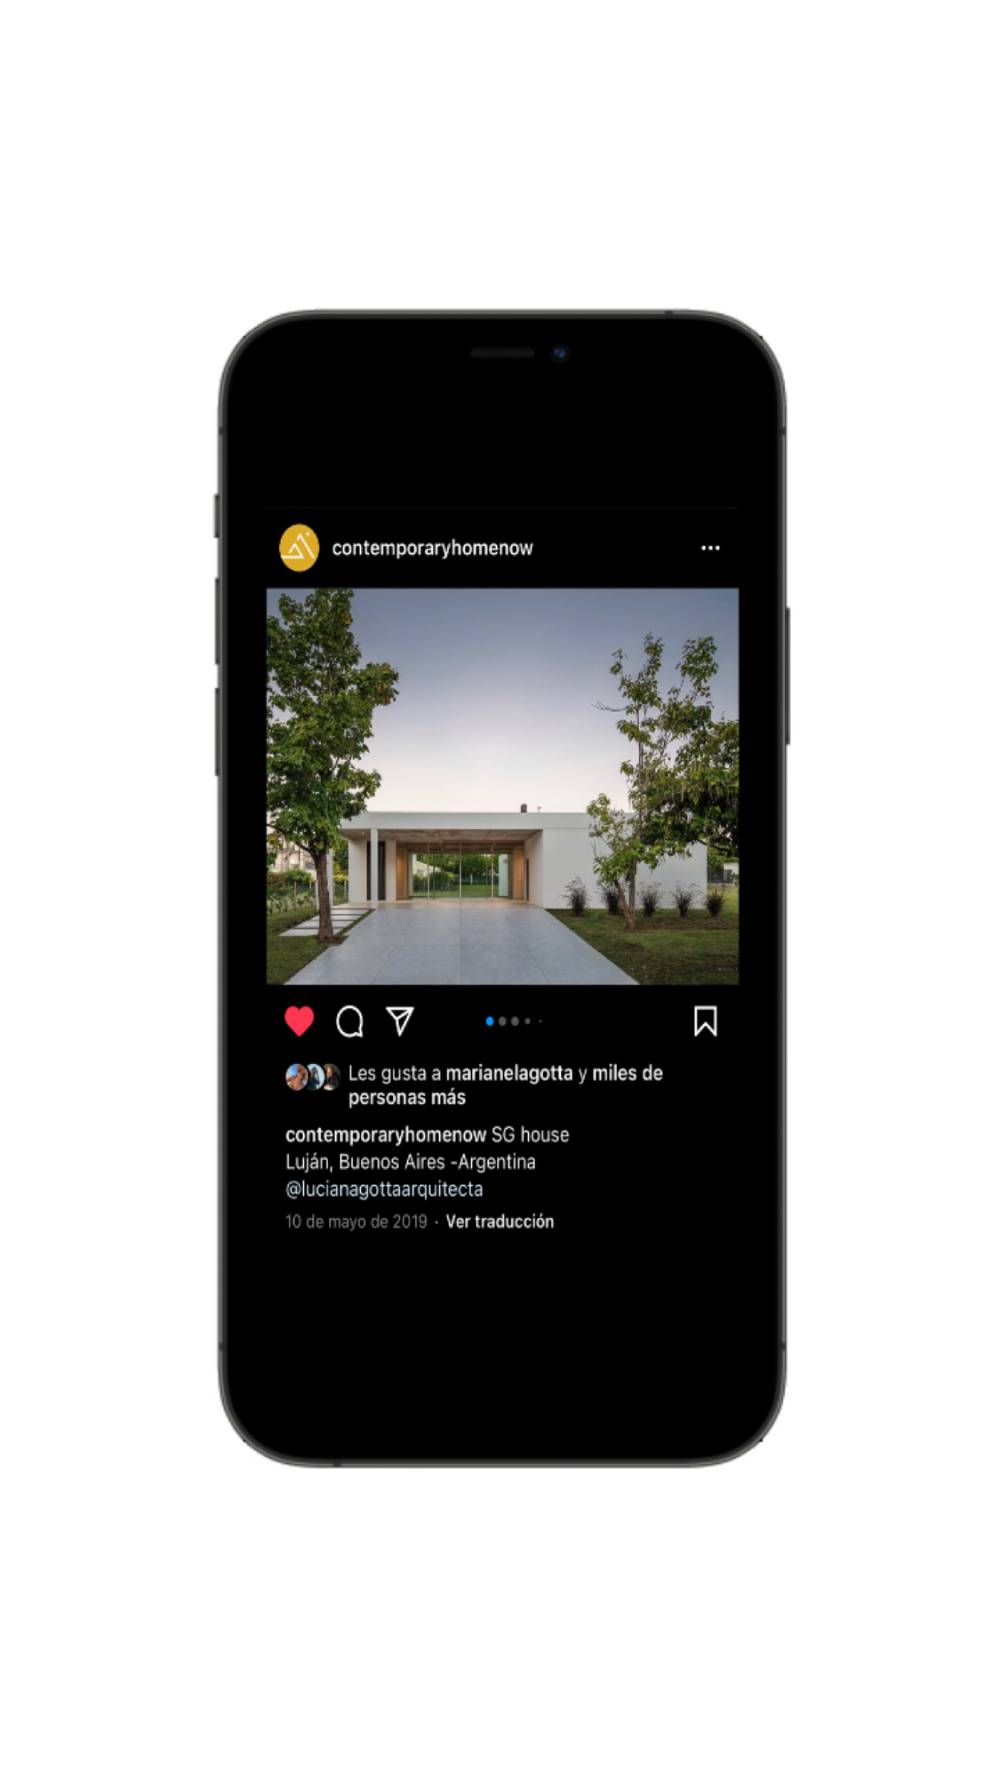 contemporaryhomenow
Les gusta a marianelagotta y miles de
personas más
contemporaryhomenow SG house
Luján, Buenos Aires -Argentina
@lucianagottaarquitecta
10 de mayo de 2019 · Ver traducción